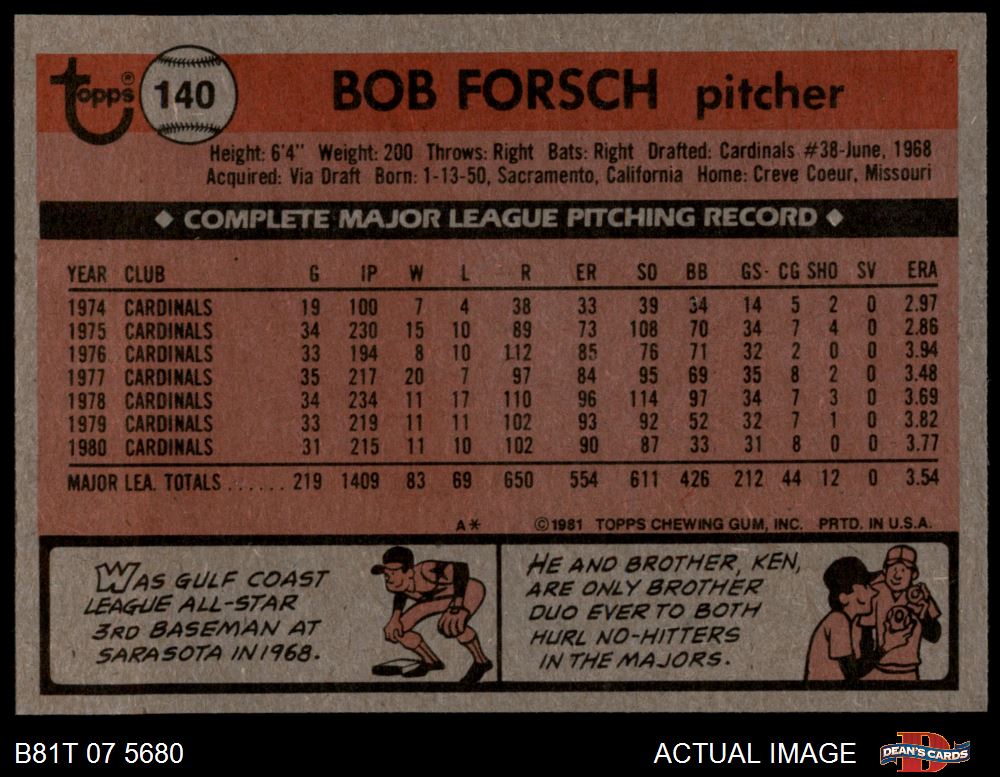 topps® 140 BOB FORSCH pitcher
Height: 6'4" Weight: 200 Throws: Right Bats: Right Drafted: Cardinals #38-June, 1968
Acquired: Via Draft Born: 1-13-50, Sacramento, California Home: Creve Coeur, Missouri
◆ COMPLETE MAJOR LEAGUE PITCHING RECORD ◆
YEAR CLUB G IP W L R ER SO BB GS CG SHO SV ERA
1974 CARDINALS 19 100 7 4 38 33 39 34 14 5 2 0 2.97
1975 CARDINALS 34 230 15 10 89 73 108 70 34 7 4 0 2.86
1976 CARDINALS 33 194 8 10 112 85 76 71 32 2 0 0 3.94
1977 CARDINALS 35 217 20 7 97 84 95 69 35 8 2 0 3.48
1978 CARDINALS 34 234 11 17 110 96 114 97 34 7 3 0 3.69
1979 CARDINALS 33 219 11 11 102 93 92 52 32 7 1 0 3.82
1980 CARDINALS 31 215 11 10 102 90 87 33 31 8 0 0 3.77
MAJOR LEA. TOTALS ...... 219 1409 83 69 650 554 611 426 212 44 12 0 3.54
A* ©1981 TOPPS CHEWING GUM, INC. PRTD. IN U.S.A.
WAS GULF COAST
LEAGUE ALL-STAR
3RD BASEMAN AT
SARASOTA IN 1968.
HE AND BROTHER, KEN,
ARE ONLY BROTHER
DUO EVER TO BOTH
HURL NO-HITTERS
IN THE MAJORS.
B81T 07 5680 ACTUAL IMAGE DEAN'S CARDS